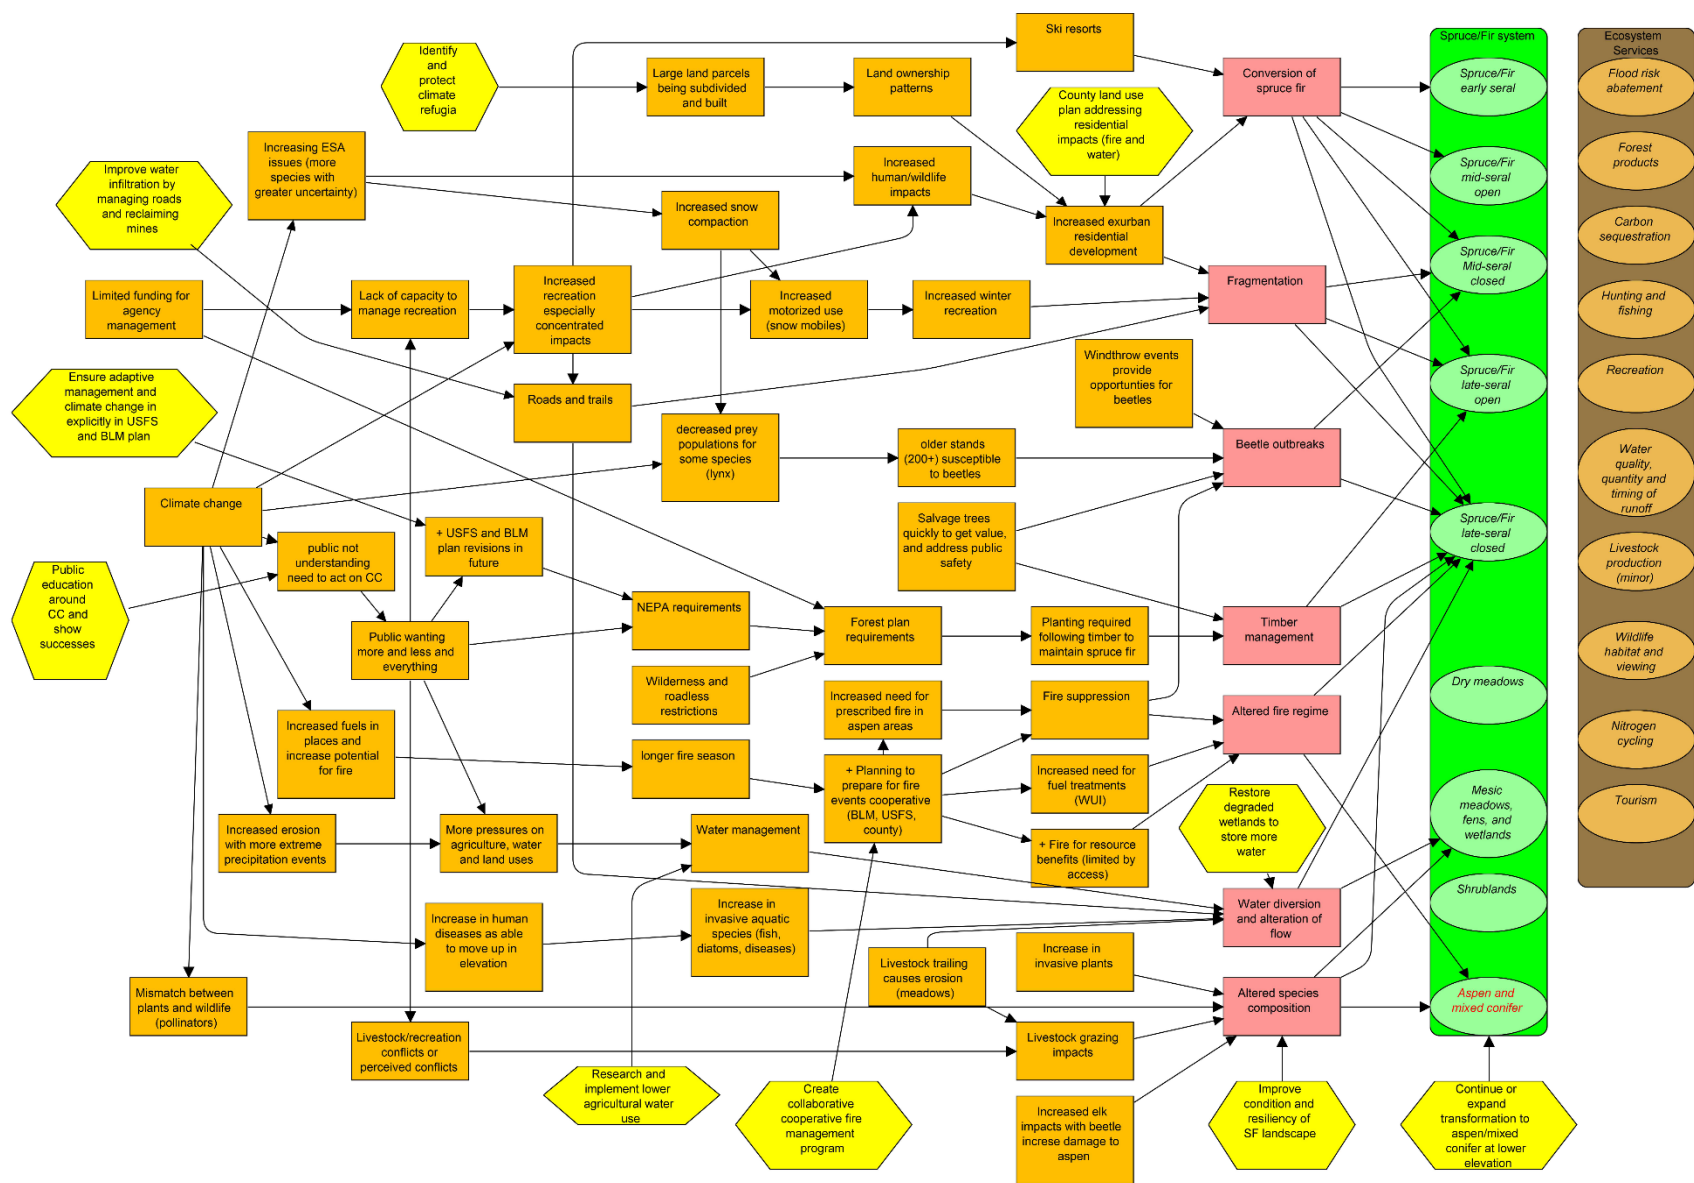 Ski resorts
Spruce/Fir system
Ecosystem
Services
Identify
and
protect
climate
refugia
Large land parcels
being subdivided
and built
Land ownership
patterns
Conversion of
spruce fir
Spruce/Fir
early seral
Flood risk
abatement
County land use
plan addressing
residential
impacts (fire and
water)
Increasing ESA
issues (more
species with
greater uncertainty)
Increased
human/wildlife
impacts
Spruce/Fir
mid-seral
open
Forest
products
Improve water
infiltration by
managing roads
and reclaiming
mines
Increased snow
compaction
Increased exurban
residential
development
Carbon
sequestration
Spruce/Fir
Mid-seral
closed
Limited funding for
agency
management
Lack of capacity to
manage recreation
Increased
recreation
especially
concentrated
impacts
Increased
motorized use
(snow mobiles)
Increased winter
recreation
Fragmentation
Hunting and
fishing
Windthrow events
provide
opportunties for
beetles
Ensure adaptive
management and
climate change in
explicitly in USFS
and BLM plan
Roads and trails
Spruce/Fir
late-seral
open
Recreation
decreased prey
populations for
some species
(lynx)
older stands
(200+) susceptible
to beetles
Beetle outbreaks
Water
quality,
quantity and
timing of
runoff
Climate change
Salvage trees
quickly to get value,
and address public
safety
Spruce/Fir
late-seral
closed
public not
understanding
need to act on CC
+ USFS and BLM
plan revisions in
future
Livestock
production
(minor)
Public
education
around
CC and
show
successes
Public wanting
more and less and
everything
NEPA requirements
Forest plan
requirements
Planting required
following timber to
maintain spruce fir
Timber
management
Wildlife
habitat and
viewing
Wilderness and
roadless
restrictions
Increased need for
prescribed fire in
aspen areas
Fire suppression
Altered fire regime
Dry meadows
Increased fuels in
places and
increase potential
for fire
longer fire season
+ Planning to
prepare for fire
events cooperative
(BLM, USFS,
county)
Increased need for
fuel treatments
(WUI)
Nitrogen
cycling
Restore
degraded
wetlands to
store more
water
Mesic
meadows,
fens, and
wetlands
Tourism
Increased erosion
with more extreme
precipitation events
More pressures on
agriculture, water
and land uses
Water management
+ Fire for resource
benefits (limited by
access)
Increase in human
diseases as able
to move up in
elevation
Increase in
invasive aquatic
species (fish,
diatoms, diseases)
Water diversion
and alteration of
flow
Shrublands
Livestock trailing
causes erosion
(meadows)
Increase in
invasive plants
Mismatch between
plants and wildlife
(pollinators)
Altered species
composition
Aspen and
mixed conifer
Livestock/recreation
conflicts or
perceived conflicts
Livestock grazing
impacts
Research and
implement lower
agricultural water
use
Create
collaborative
cooperative fire
management
program
Increased elk
impacts with beetle
increse damage to
aspen
Improve
condition and
resiliency of
SF landscape
Continue or
expand
transformation to
aspen/mixed
conifer at lower
elevation